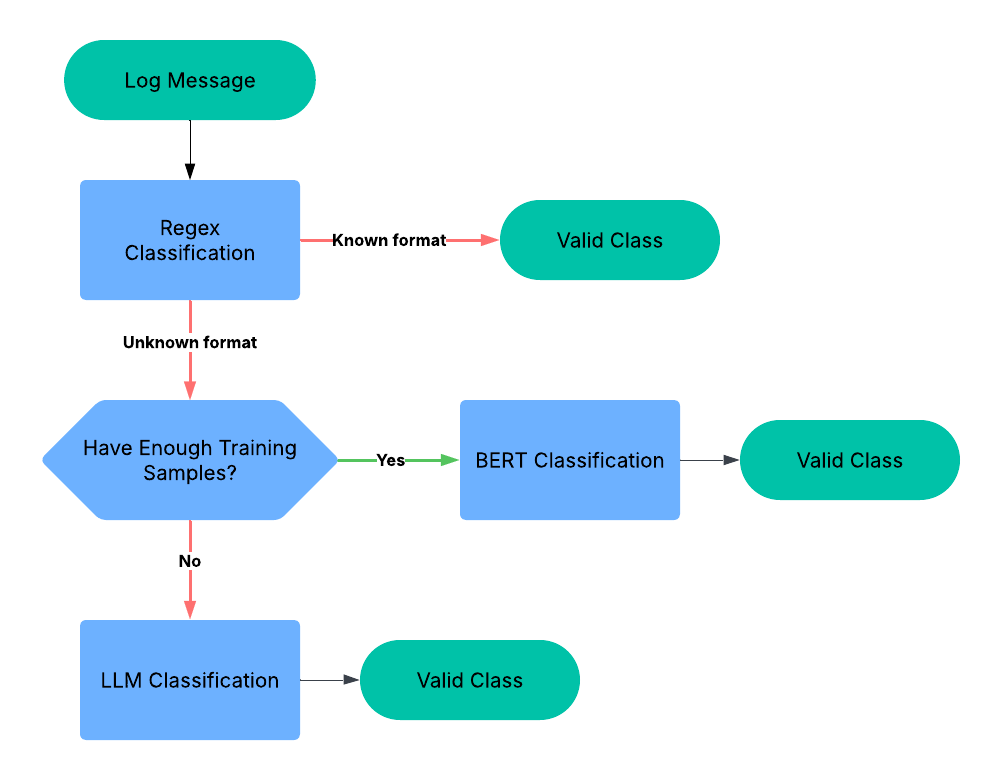 Log Message
Regex
Classification
Known format
Valid Class
Unknown format
Have Enough Training
Samples?
Yes
BERT Classification
Valid Class
No
LLM Classification
Valid Class